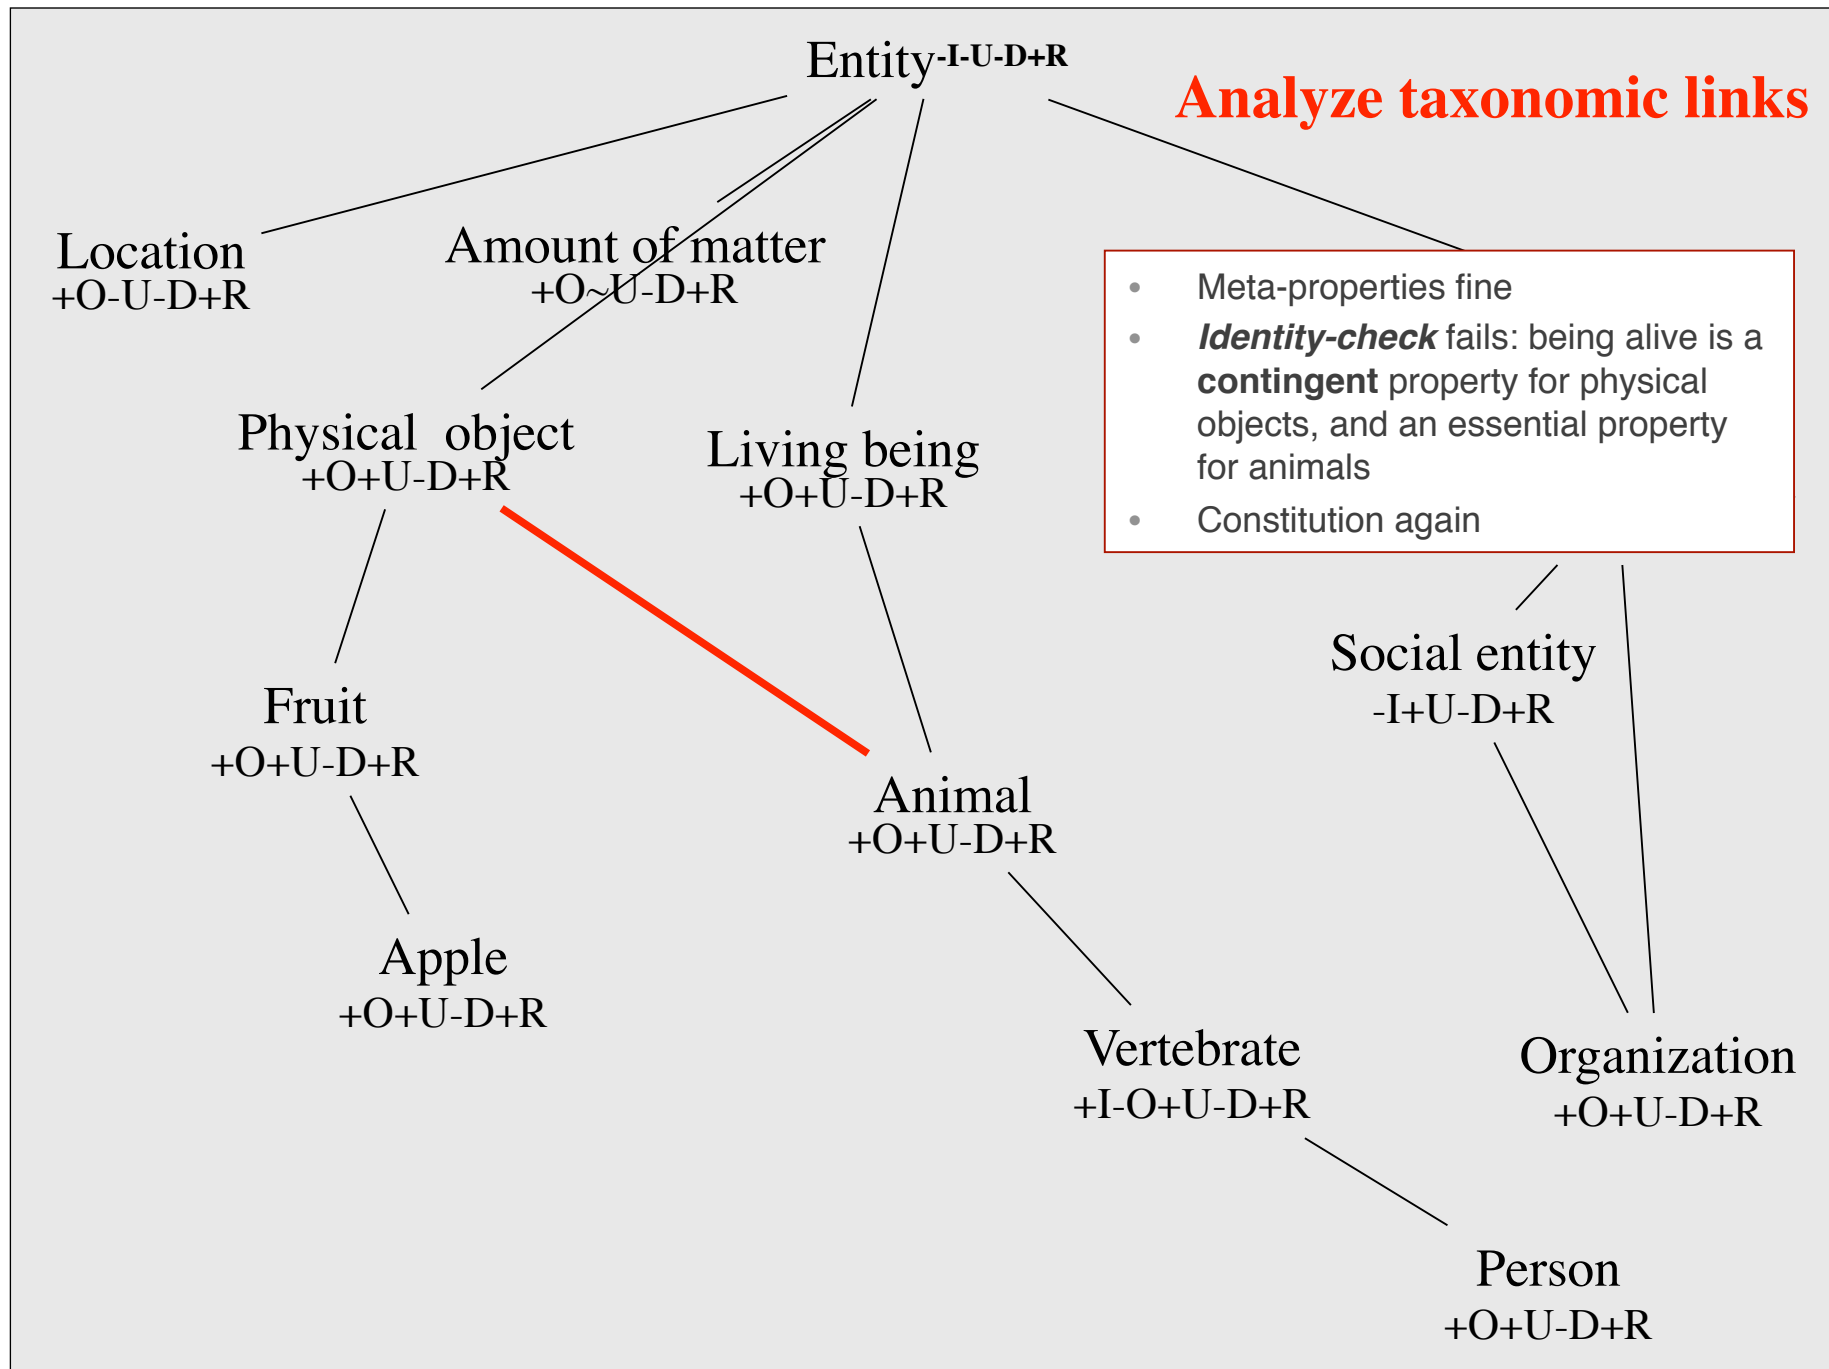 Entity-I-U-D+R
Analyze taxonomic links
Location
+O-U-D+R
Amount of matter
+O~U-D+R
• Meta-properties fine
• Identity-check fails: being alive is a
contingent property for physical
objects, and an essential property
for animals
• Constitution again
Physical object
+O+U-D+R
Living being
+O+U-D+R
Social entity
-I+U-D+R
Fruit
+O+U-D+R
Animal
+O+U-D+R
Apple
+O+U-D+R
Vertebrate
+I-O+U-D+R
Organization
+O+U-D+R
Person
+O+U-D+R